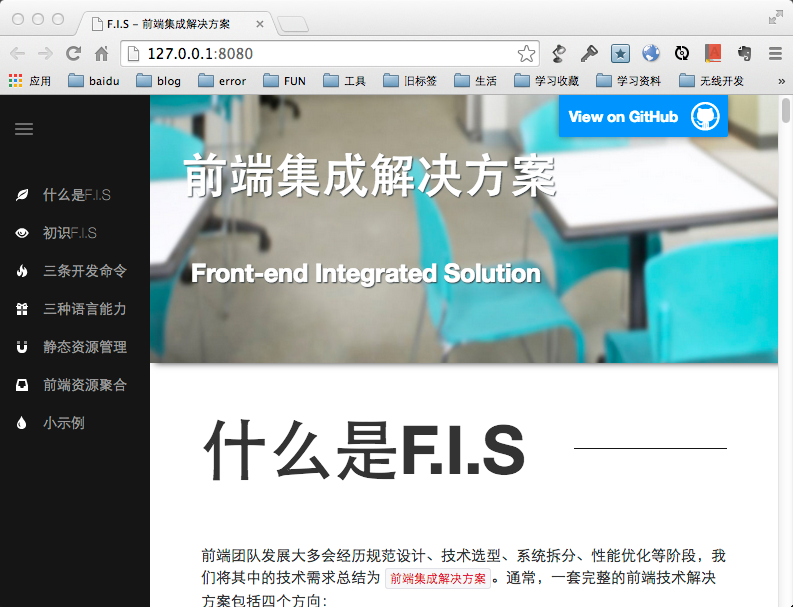 F.I.S – 前端集成解决方案
127.0.0.1:8080
应用 baidu blog error FUN 工具 旧标签 生活 学习收藏 学习资料 无线开发 »
View on GitHub
前端集成解决方案
Front-end Integrated Solution
什么是F.I.S
初识F.I.S
三条开发命令
三种语言能力
静态资源管理
前端资源聚合
小示例
什么是F.I.S
前端团队发展大多会经历规范设计、技术选型、系统拆分、性能优化等阶段，我
们将其中的技术需求总结为 前端集成解决方案 。通常，一套完整的前端技术解决
方案包括四个方向：